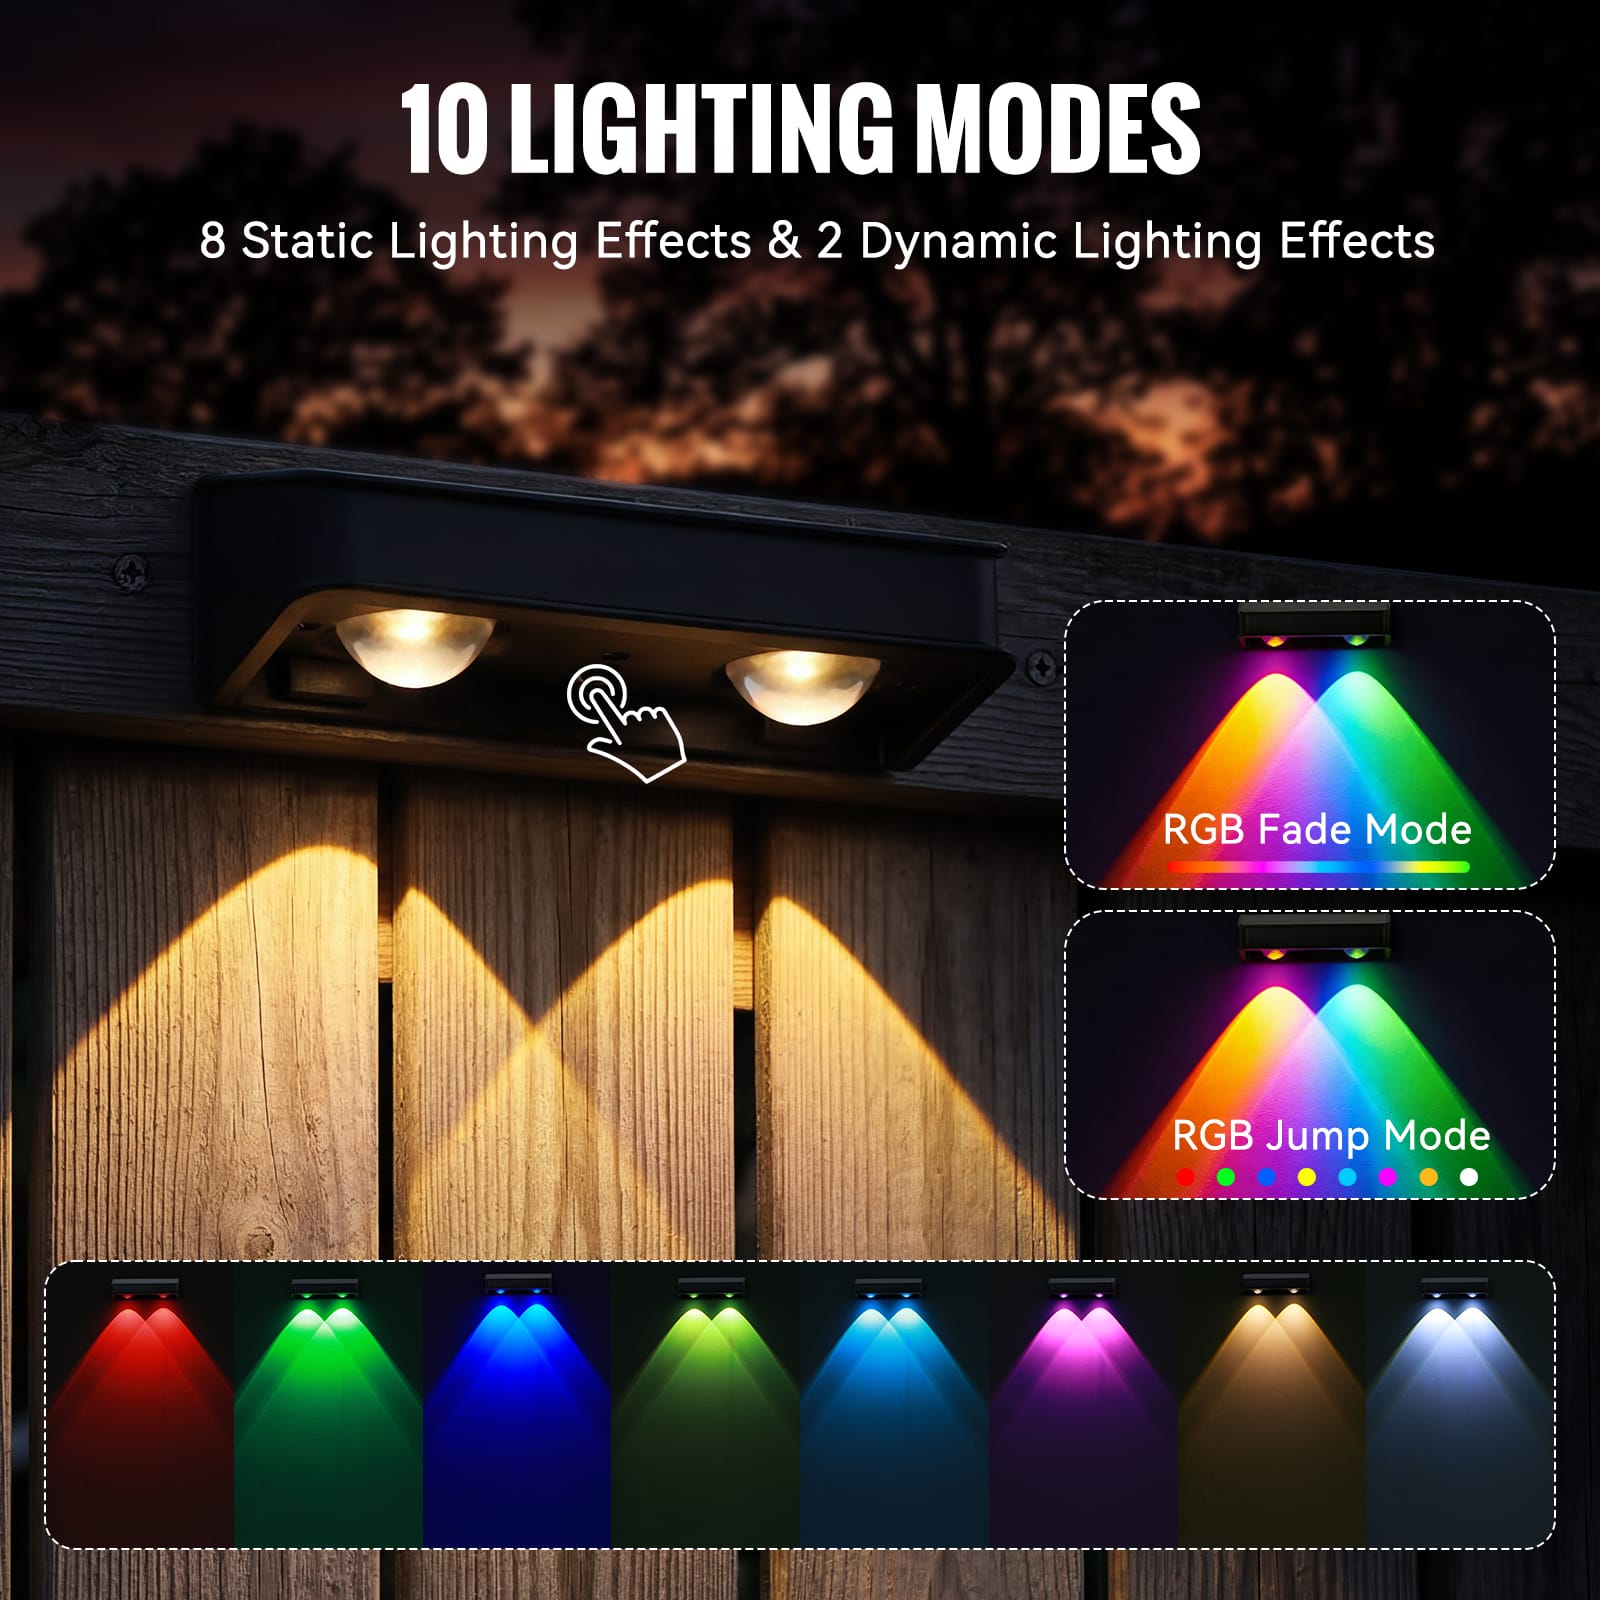 10 LIGHTING MODES
8 Static Lighting Effects & 2 Dynamic Lighting Effects
RGB Fade Mode
RGB Jump Mode